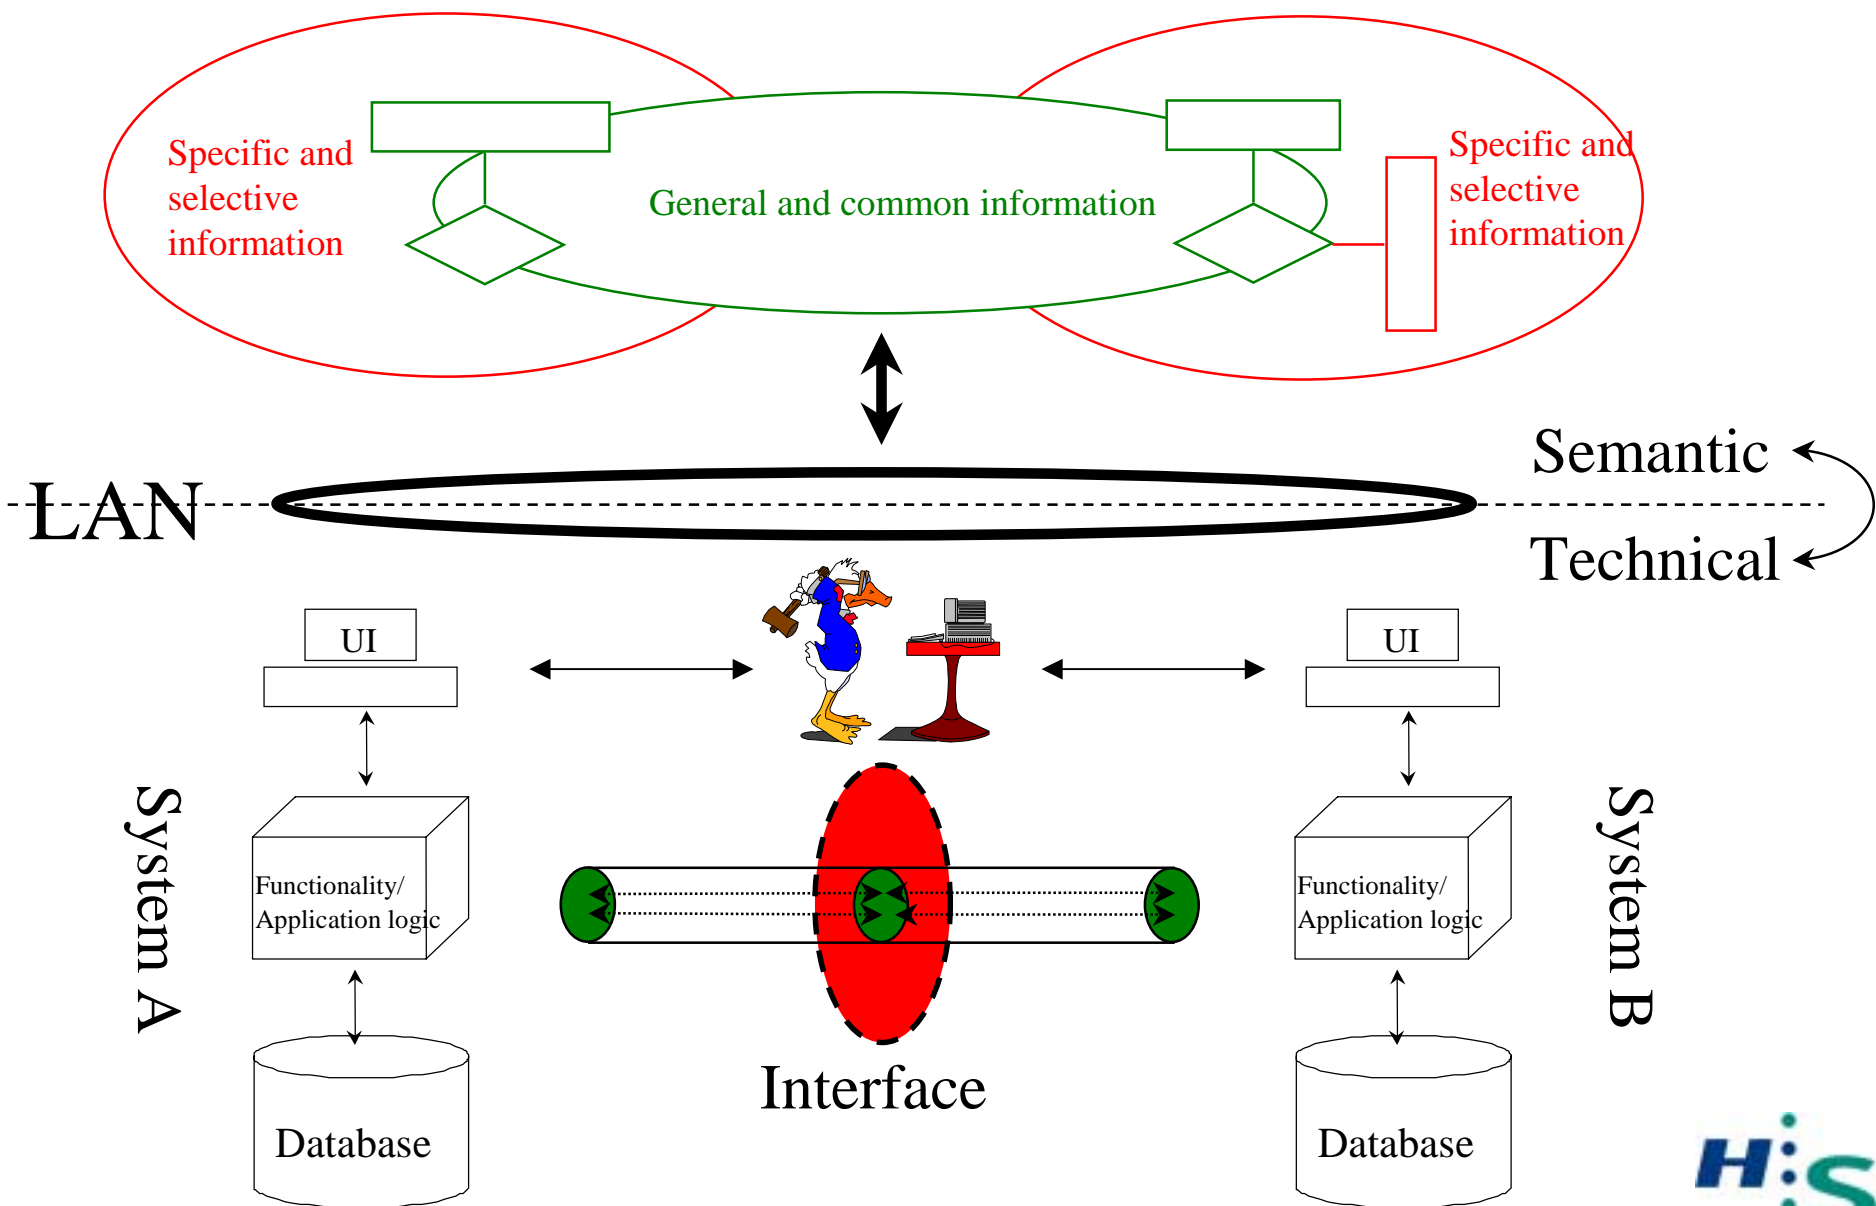 Specific and
selective
information
General and common information
Specific and
selective
information
Semantic
LAN
Technical
UI
UI
System A
Functionality/
Application logic
System B
Functionality/
Application logic
Interface
Database
Database
HS